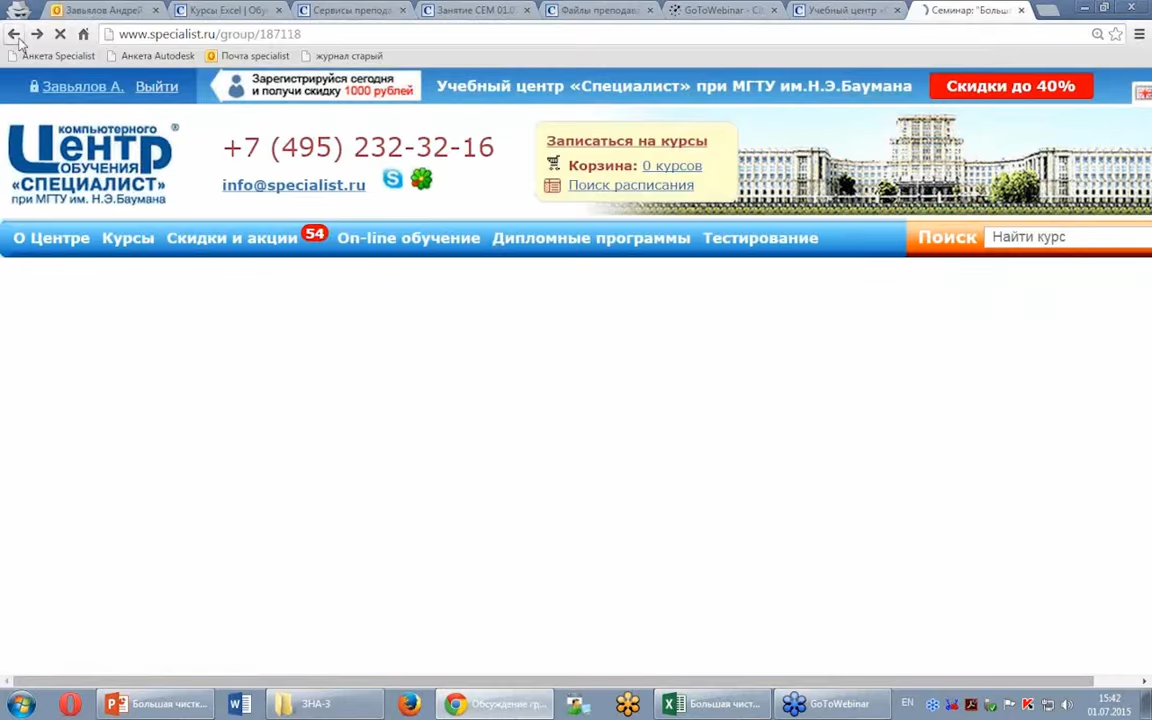 Завьялов Андрей
Курсы Excel | Обу
Сервисы препода
Занятие СЕМ 01.0
Файлы преподав
GoToWebinar - С
Учебный центр «
Семинар: "Больш
www.specialist.ru/group/187118
Анкета Specialist
Анкета Autodesk
Почта specialist
журнал старый
Завьялов А. Выйти
Зарегистрируйся сегодня
и получи скидку 1000 рублей
Учебный центр «Специалист» при МГТУ им.Н.Э.Баумана
Скидки до 40%
компьютерного
Центр
ОБУЧЕНИЯ
«СПЕЦИАЛИСТ»
при МГТУ им. Н.Э.Баумана
®
+7 (495) 232-32-16
info@specialist.ru
Записаться на курсы
Корзина: 0 курсов
Поиск расписания
О Центре Курсы Скидки и акции 54 On-line обучение Дипломные программы Тестирование
Поиск Найти курс
Большая чистк...
ЗНА-3
Обсуждение гр...
Большая чист...
GoToWebinar
EN
15:42
01.07.2015